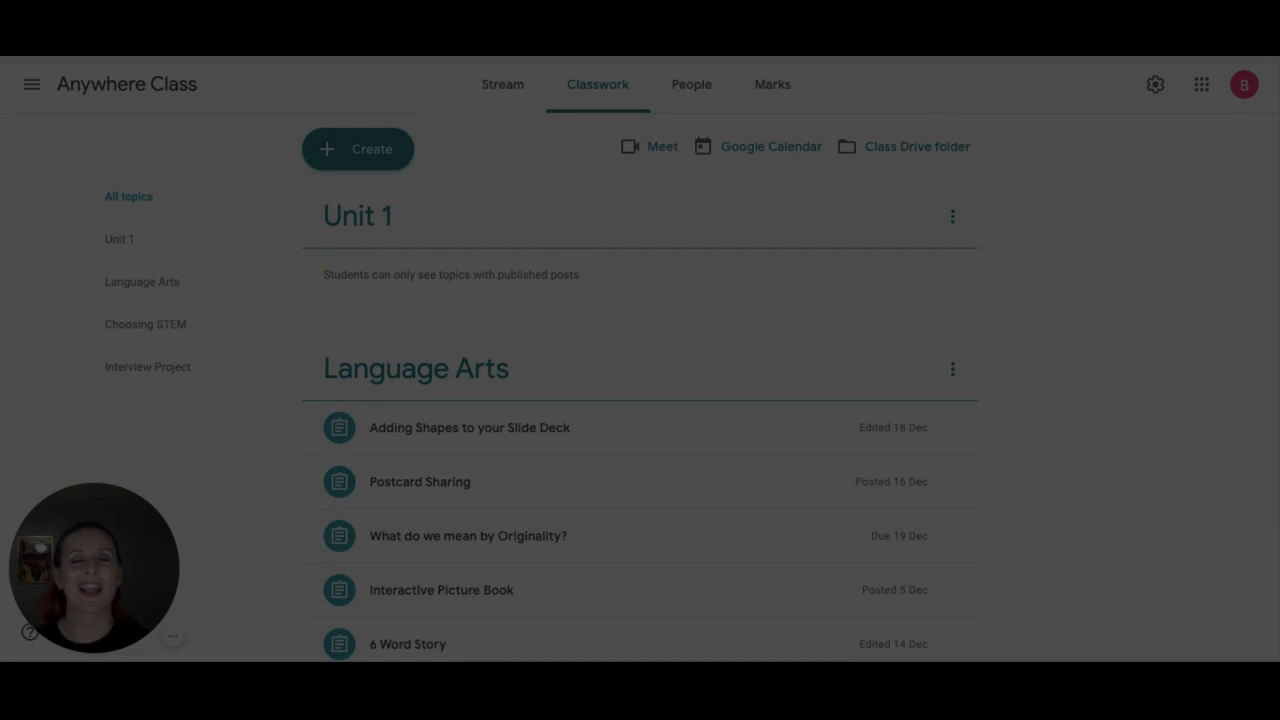 Anywhere Class
Stream
Classwork
People
Marks
B
Create
Meet
Google Calendar
Class Drive folder
All topics
Unit 1
Language Arts
Choosing STEM
Interview Project
Unit 1
Students can only see topics with published posts
Language Arts
Adding Shapes to your Slide Deck
Edited 18 Dec
Postcard Sharing
Posted 16 Dec
What do we mean by Originality?
Due 19 Dec
Interactive Picture Book
Posted 5 Dec
6 Word Story
Edited 14 Dec